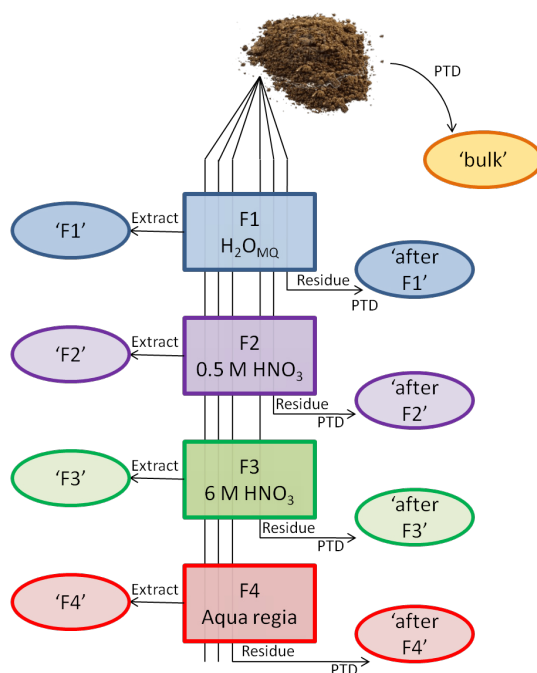 PTD
‘bulk’
‘F1’
Extract
F1
H₂O_MQ
Residue
PTD
‘after
F1’
‘F2’
Extract
F2
0.5 M HNO₃
Residue
PTD
‘after
F2’
‘F3’
Extract
F3
6 M HNO₃
Residue
PTD
‘after
F3’
‘F4’
Extract
F4
Aqua regia
Residue
PTD
‘after
F4’